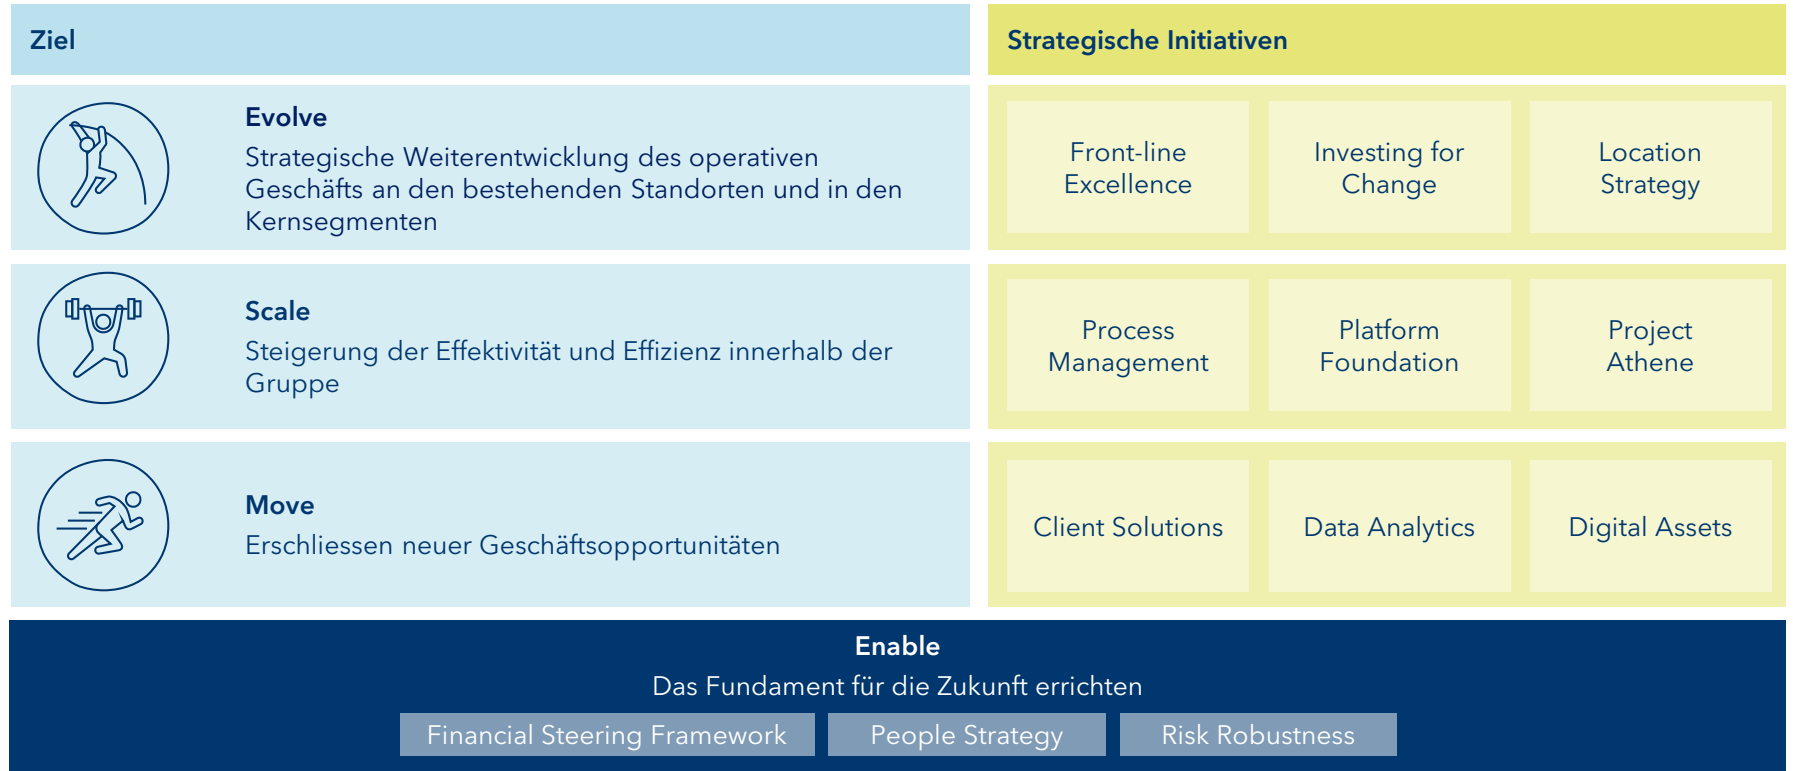 Ziel
Strategische Initiativen
Evolve
Strategische Weiterentwicklung des operativen
Geschäfts an den bestehenden Standorten und in den
Kernsegmenten
Front-line
Excellence
Investing for
Change
Location
Strategy
Scale
Steigerung der Effektivität und Effizienz innerhalb der
Gruppe
Process
Management
Platform
Foundation
Project
Athene
Move
Erschliessen neuer Geschäftsopportunitäten
Client Solutions
Data Analytics
Digital Assets
Enable
Das Fundament für die Zukunft errichten
Financial Steering Framework
People Strategy
Risk Robustness